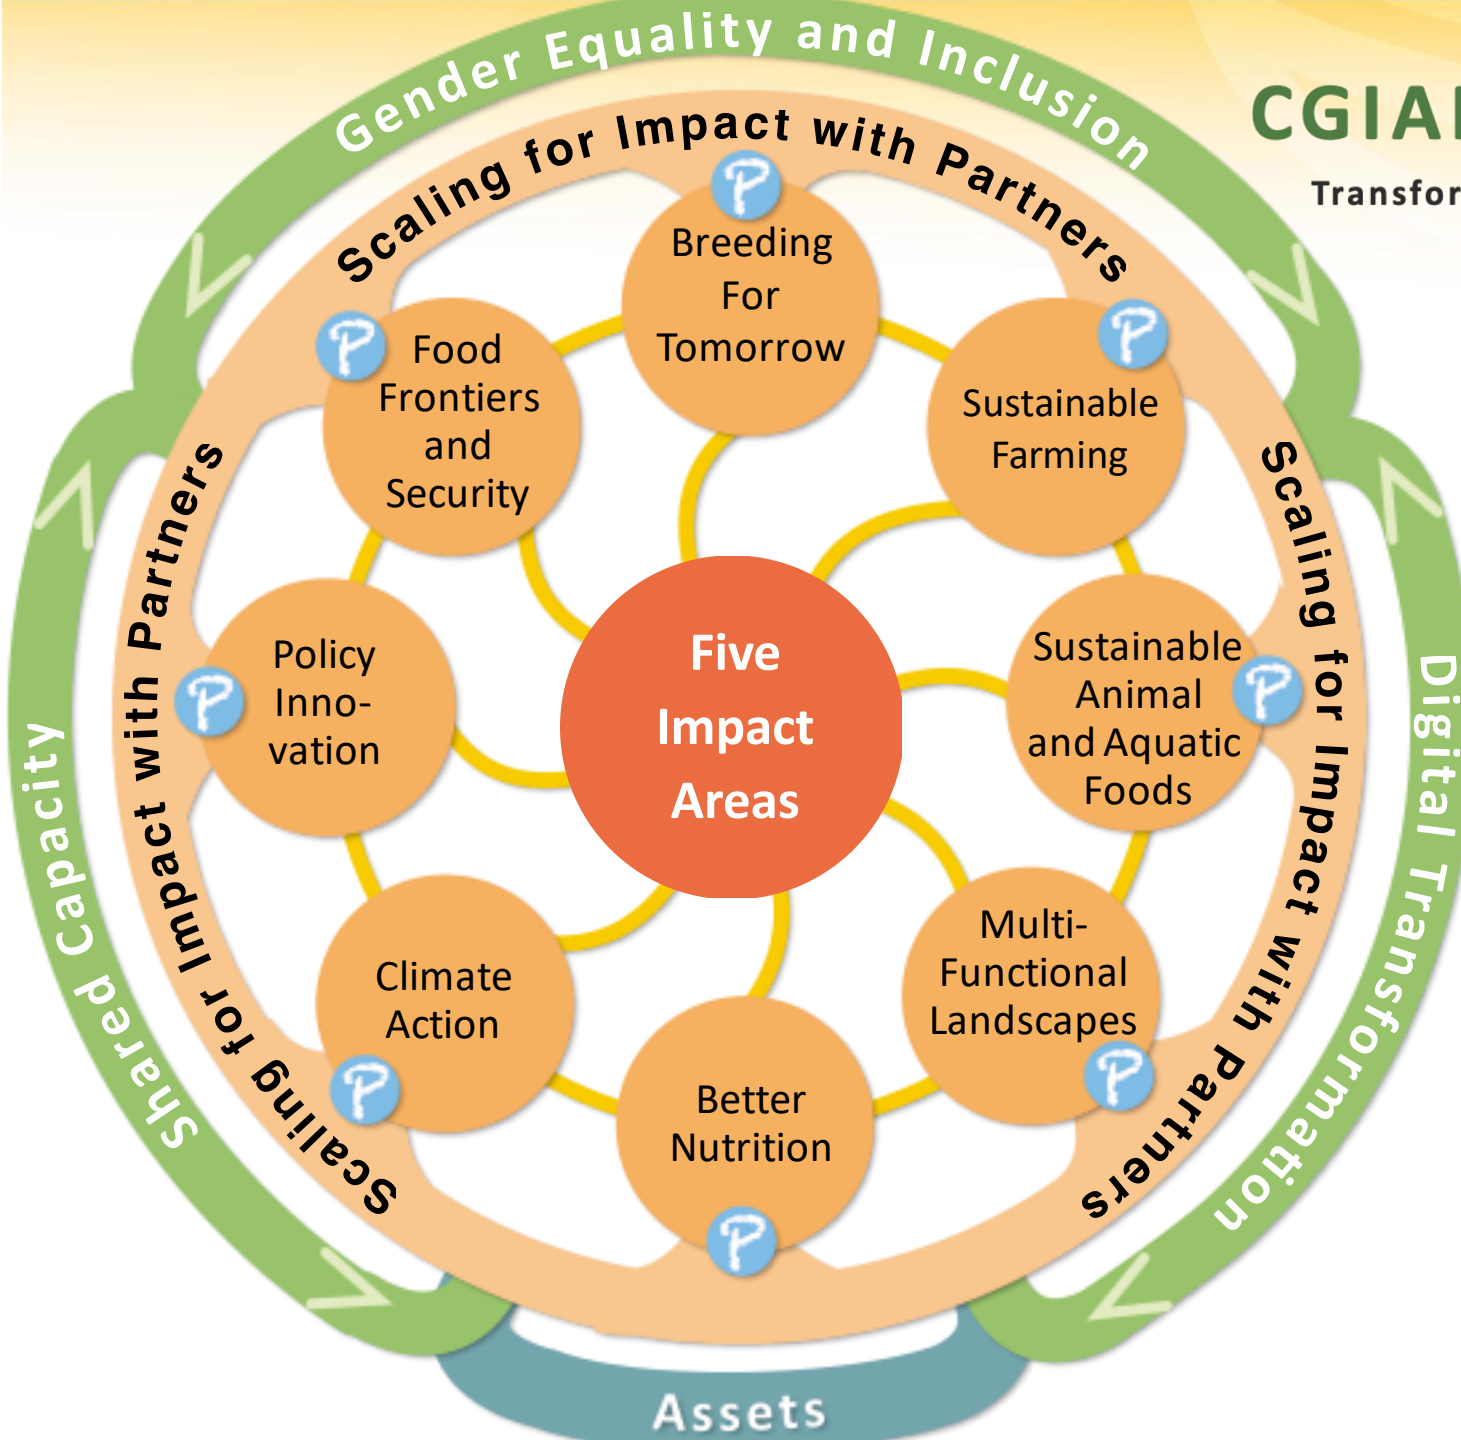 Gender Equality and Inclusion
CGIA
Transfor
Scaling for Impact with Partners
P
Breeding
For
Tomorrow
P
Food
Frontiers
and
Security
P
Sustainable
Farming
Scaling for Impact with Partners
Scaling for Impact with Partners
Five
Impact
Areas
P
Policy
Inno-
vation
Sustainable
Animal
and Aquatic
Foods
P
Shared Capacity
Digital Transformation
Multi-
Functional
Landscapes
P
Climate
Action
P
Better
Nutrition
P
Assets